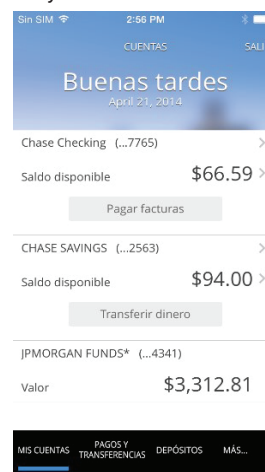 Sin SIM 2:56 PM
CUENTAS SALI
Buenas tardes
April 21, 2014
Chase Checking (...7765)
Saldo disponible $66.59
Pagar facturas
CHASE SAVINGS (...2563)
Saldo disponible $94.00
Transferir dinero
JPMORGAN FUNDS* (...4341)
Valor $3,312.81
MIS CUENTAS PAGOS Y TRANSFERENCIAS DEPÓSITOS MÁS...